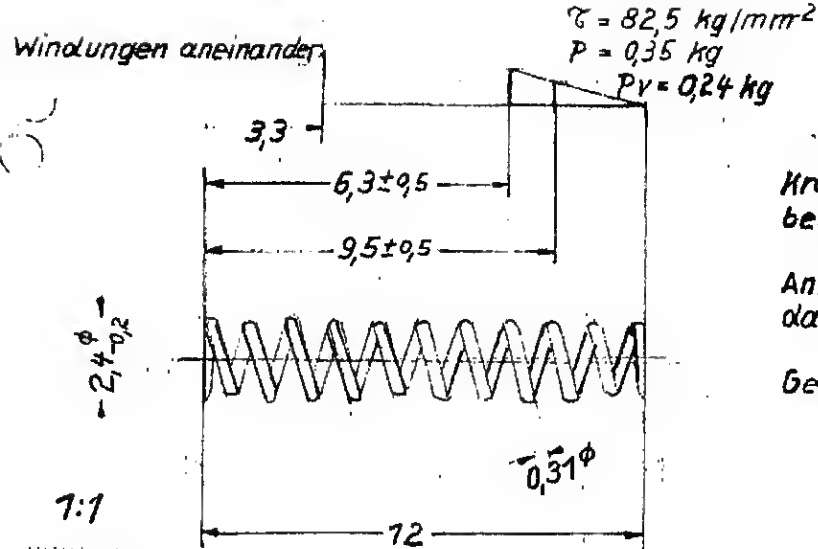 τ = 82,5 kg/mm²
Windungen aneinander
P = 0,35 kg
Pv = 0,24 kg
3,3
6,3±0,5
9,5±0,5
2,4 ϕ -0,2
0,31 ϕ
1:1
12